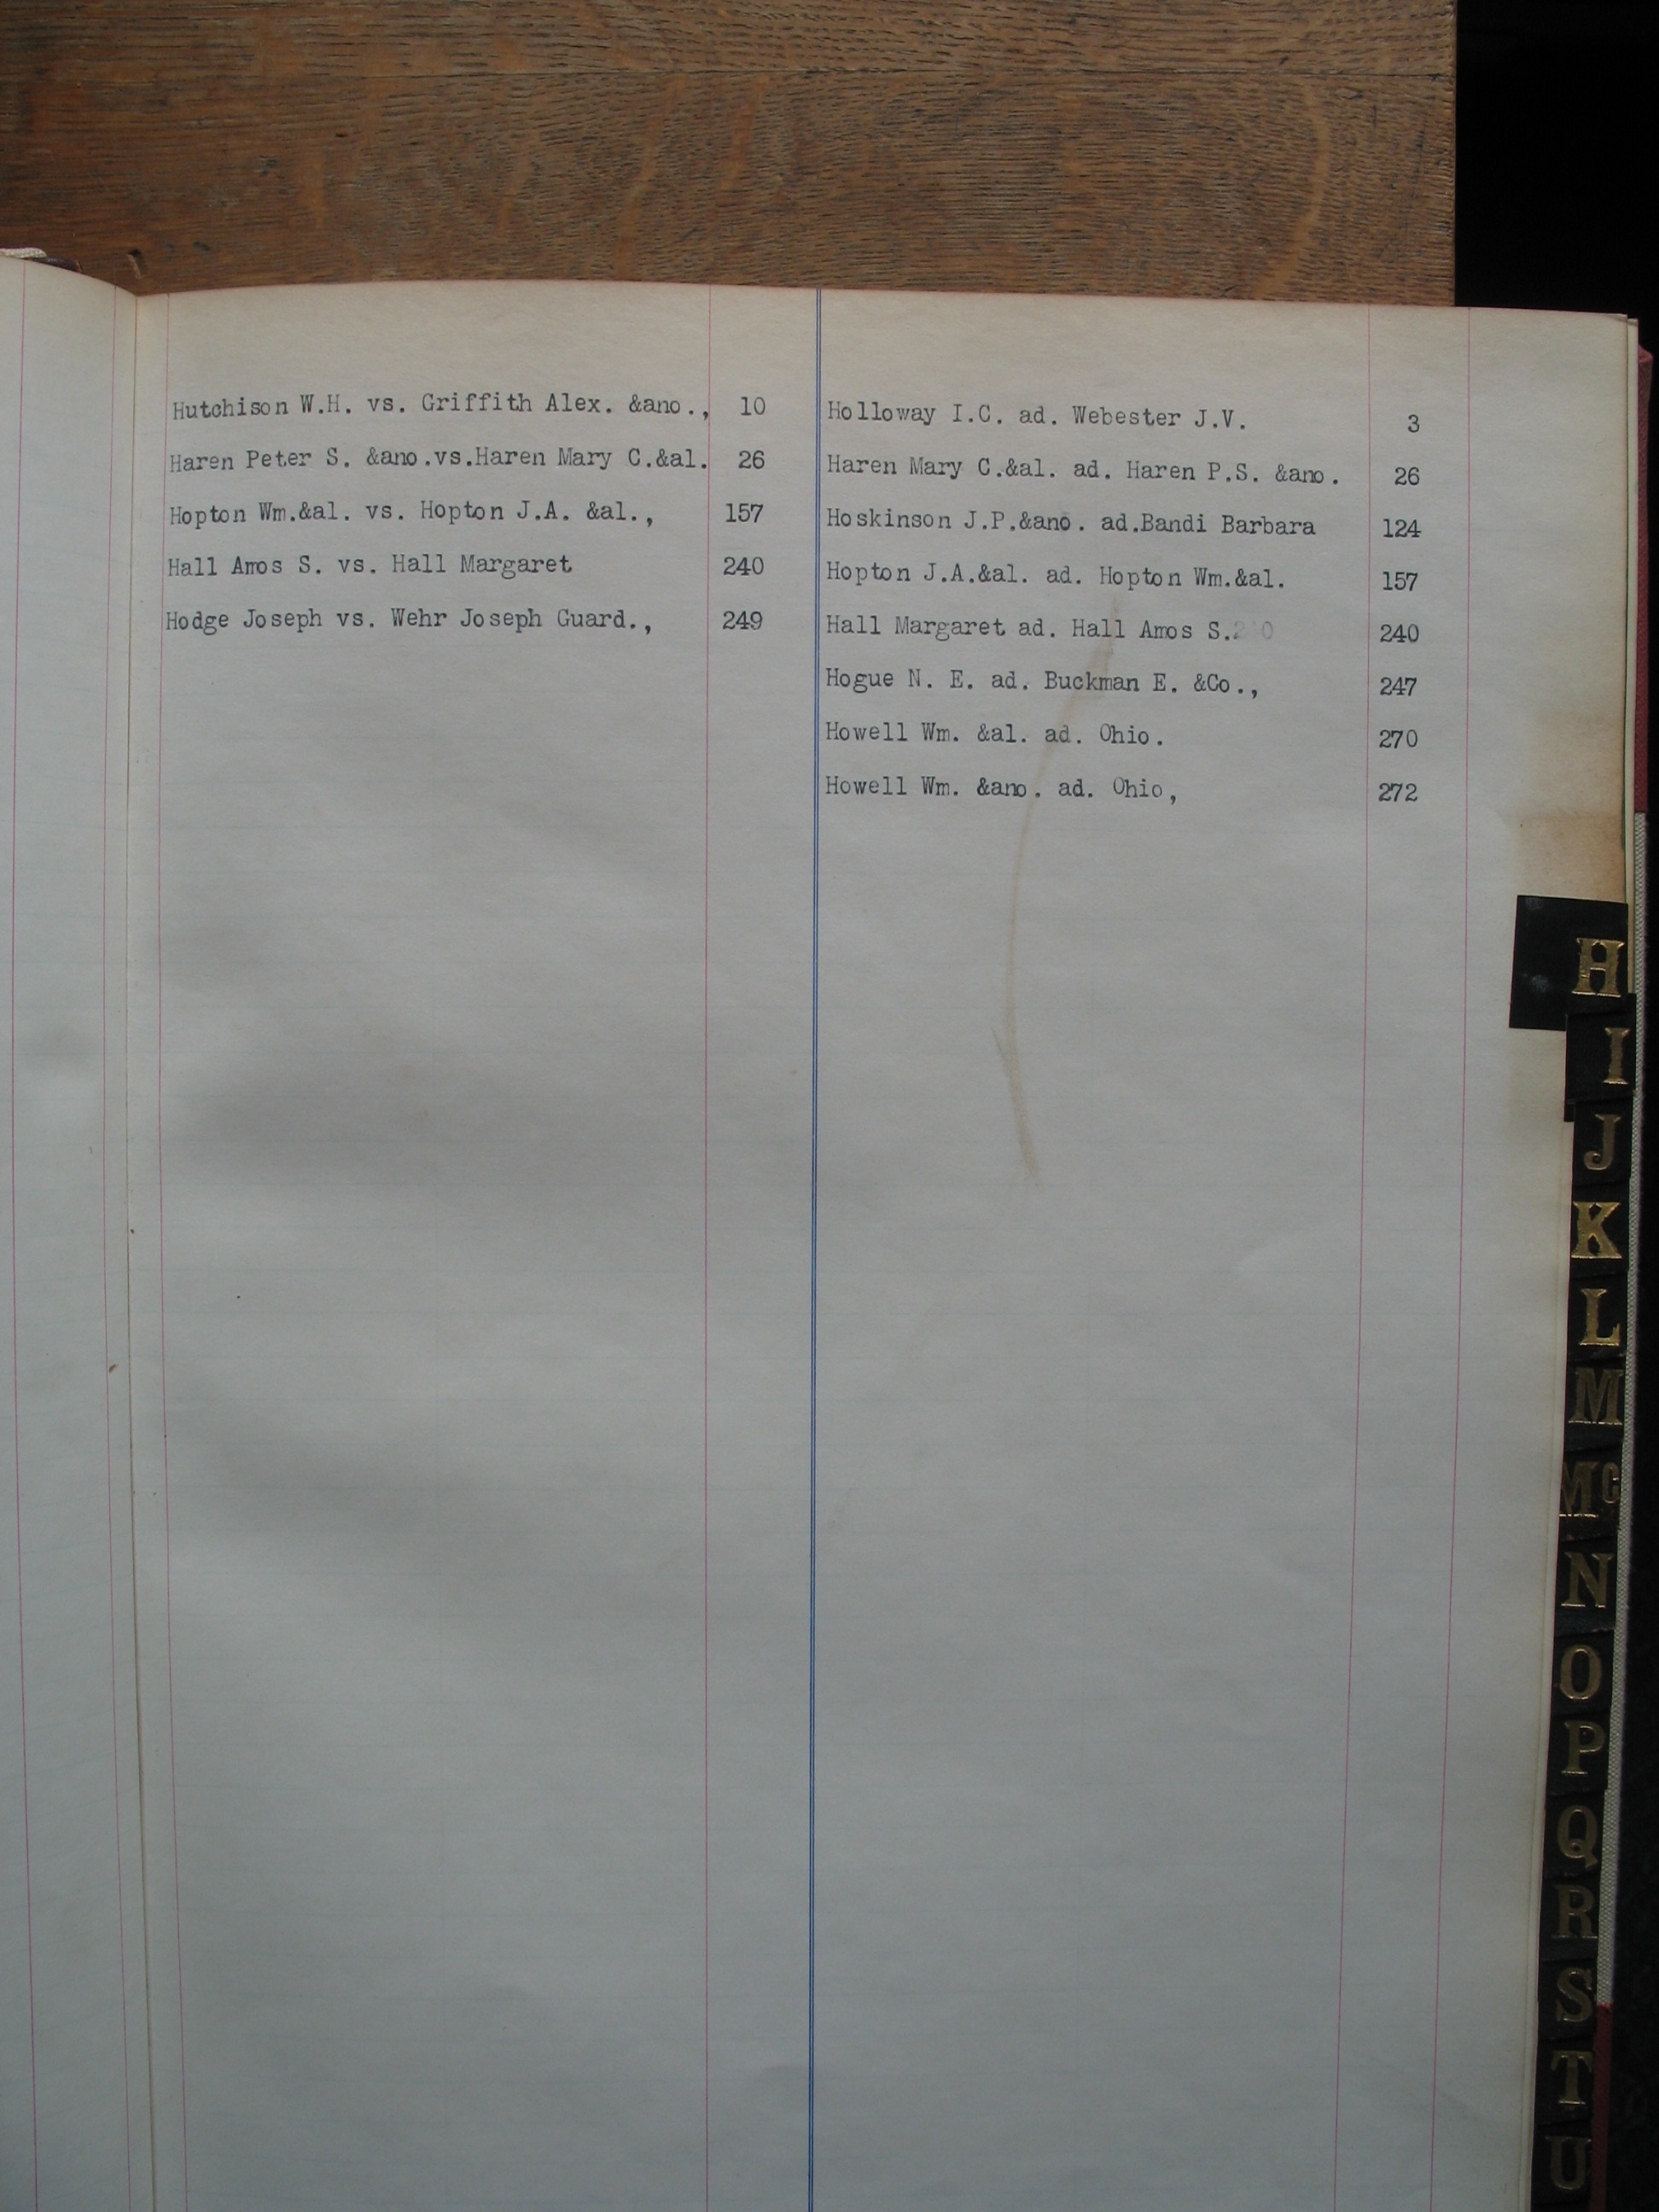 Hutchison W.H. vs. Griffith Alex. &ano., 10
Haren Peter S. &ano.vs.Haren Mary C.&al. 26
Hopton Wm.&al. vs. Hopton J.A. &al., 157
Hall Amos S. vs. Hall Margaret 240
Hodge Joseph vs. Wehr Joseph Guard., 249
Holloway I.C. ad. Webester J.V. 3
Haren Mary C.&al. ad. Haren P.S. &ano. 26
Hoskinson J.P.&ano. ad.Bandi Barbara 124
Hopton J.A.&al. ad. Hopton Wm.&al. 157
Hall Margaret ad. Hall Amos S. 240
Hogue N. E. ad. Buckman E. &Co., 247
Howell Wm. &al. ad. Ohio. 270
Howell Wm. &ano. ad. Ohio, 272
H
I
J
K
L
M
Mc
N
O
P
Q
R
S
T
U